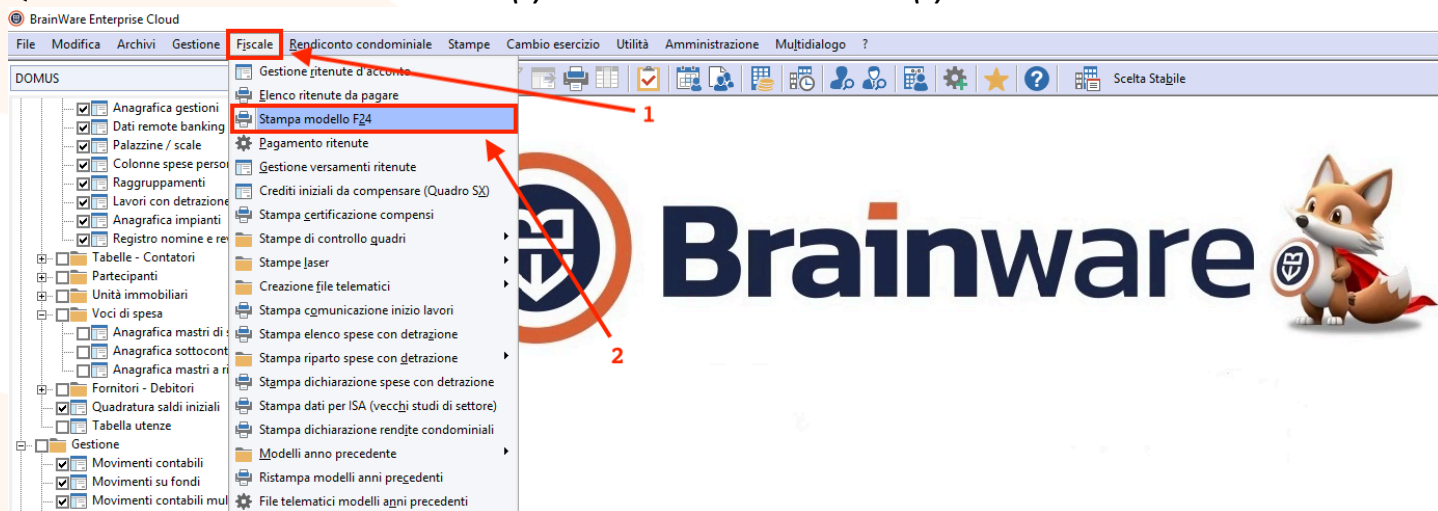 BrainWare Enterprise Cloud
File Modifica Archivi Gestione Fiscale Rendiconto condominiale Stampe Cambio esercizio Utilità Amministrazione Multidialogo ?
DOMUS
Scelta Stabile
Anagrafica gestioni
Dati remote banking
Palazzine / scale
Colonne spese person
Raggruppamenti
Lavori con detrazione
Anagrafica impianti
Registro nomine e rev
Tabelle - Contatori
Partecipanti
Unità immobiliari
Voci di spesa
Anagrafica mastri di s
Anagrafica sottocont
Anagrafica mastri a ri
Fornitori - Debitori
Quadratura saldi iniziali
Tabella utenze
Gestione
Movimenti contabili
Movimenti su fondi
Movimenti contabili mul
Gestione ritenute d'acconto
Elenco ritenute da pagare
Stampa modello F24
Pagamento ritenute
Gestione versamenti ritenute
Crediti iniziali da compensare (Quadro SX)
Stampa certificazione compensi
Stampe di controllo quadri
Stampe laser
Creazione file telematici
Stampa comunicazione inizio lavori
Stampa elenco spese con detrazione
Stampa riparto spese con detrazione
Stampa dichiarazione spese con detrazione
Stampa dati per ISA (vecchi studi di settore)
Stampa dichiarazione rendite condominiali
Modelli anno precedente
Ristampa modelli anni precedenti
File telematici modelli anni precedenti
1
2
Brainware